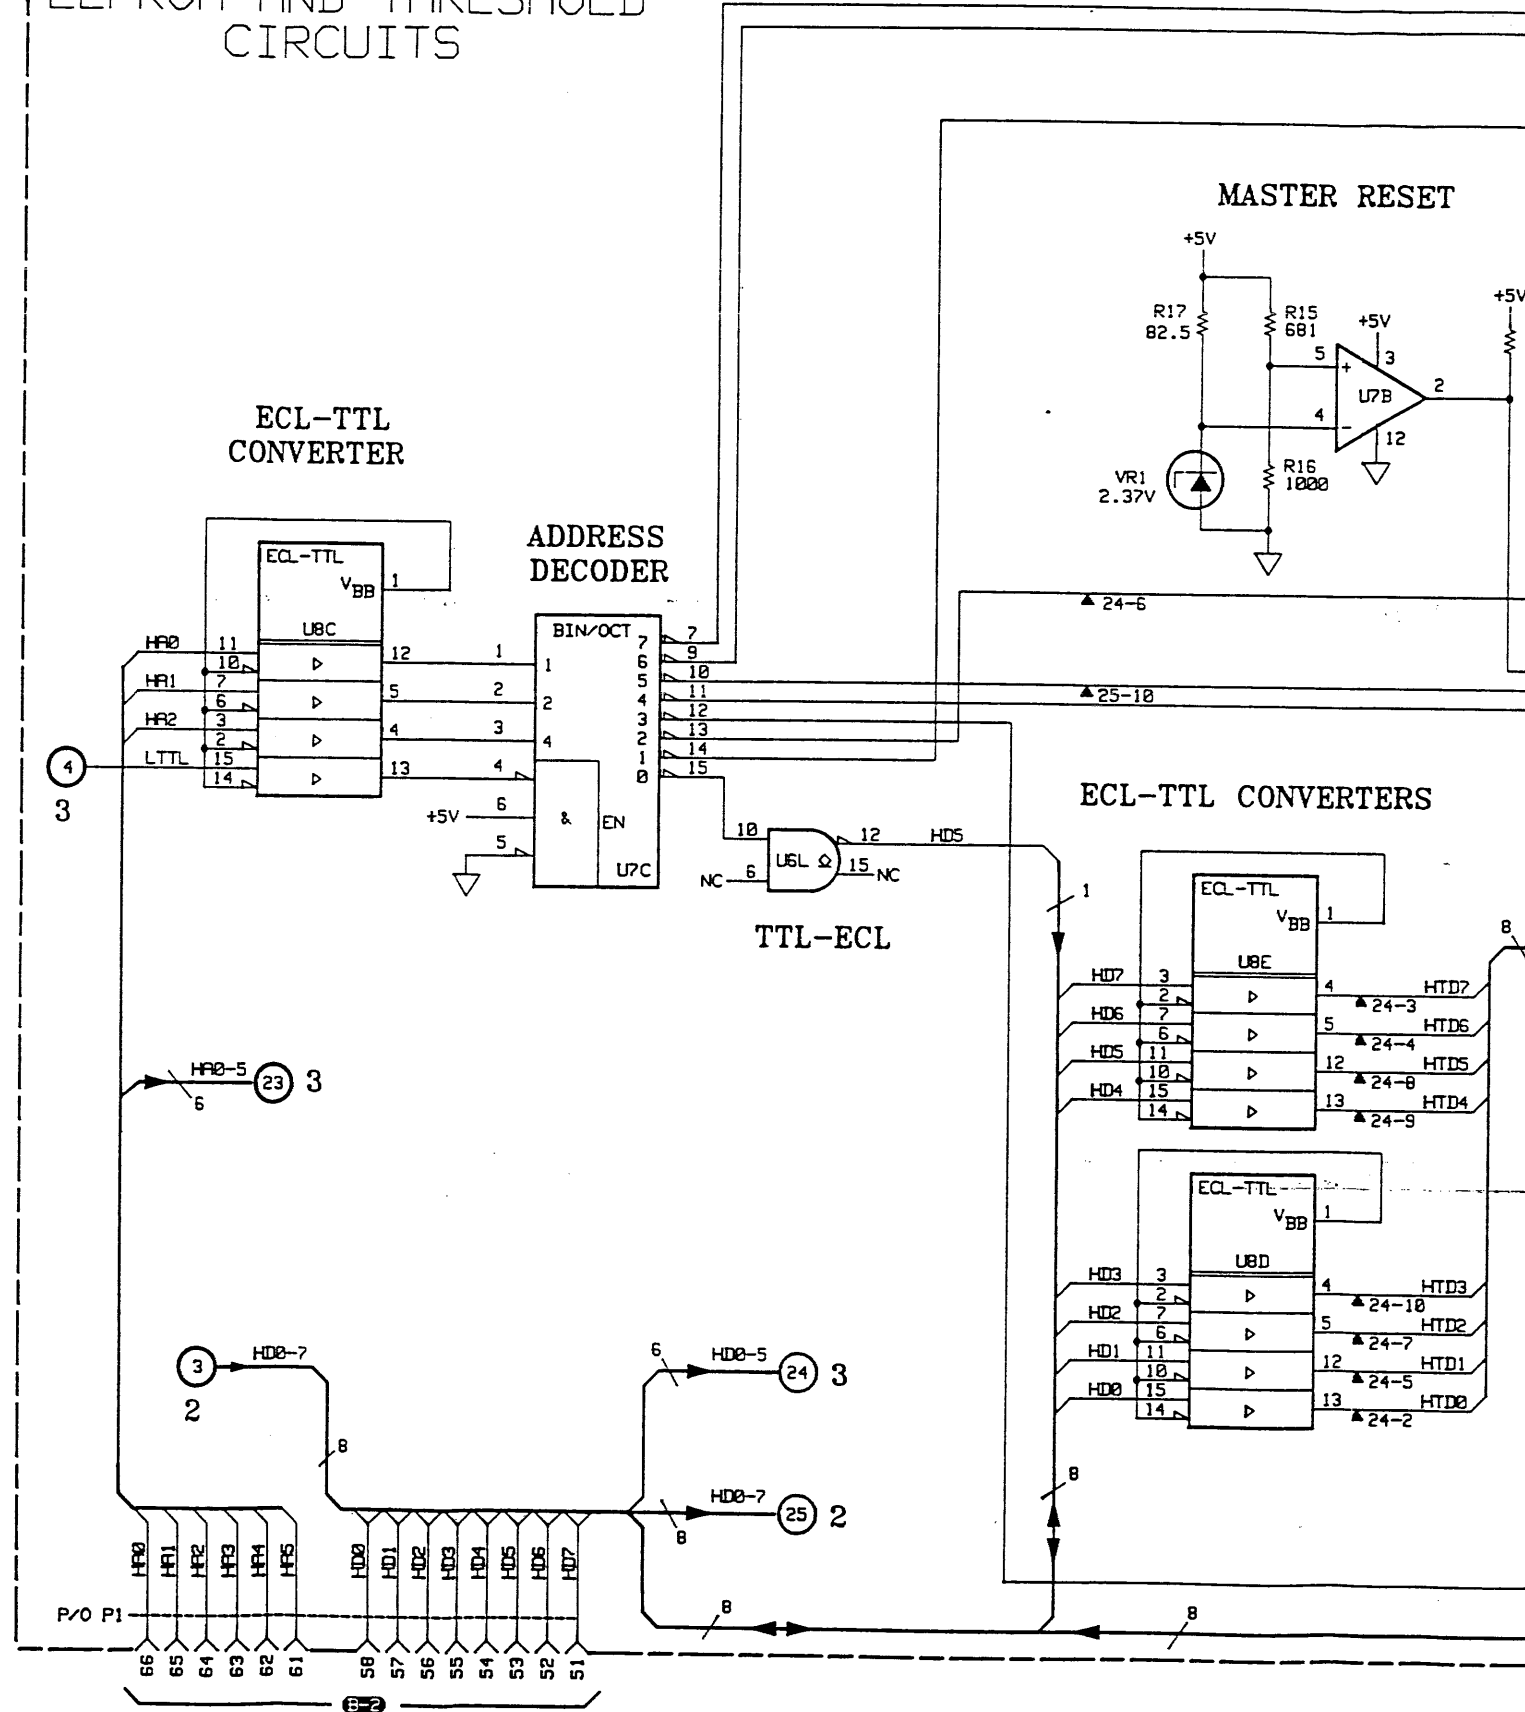 EEPROM AND THRESHOLD
CIRCUITS
MASTER RESET
+5V
R17
82.5
R15
681
+5V
+5V
5
+
3
U7B
2
4
-
12
VR1
2.37V
R16
1000
ECL-TTL
CONVERTER
ECL-TTL
VBB
1
U8C
HA0
11
10
12
HA1
7
6
5
HA2
3
2
4
LTTL
15
14
13
4
3
ADDRESS
DECODER
BIN/OCT
1
1
2
2
3
4
4
+5V
6
5
&
EN
U7C
7
7
6
9
5
10
4
11
3
12
2
13
1
14
0
15
24-6
25-10
10
NC
6
U6L
12
HD5
15
NC
TTL-ECL
1
ECL-TTL CONVERTERS
ECL-TTL
VBB
1
U8E
8
HD7
3
2
4
24-3
HTD7
HD6
7
6
5
24-4
HTD6
HD5
11
10
12
24-8
HTD5
HD4
15
14
13
24-9
HTD4
ECL-TTL
VBB
1
U8D
HD3
3
2
4
24-10
HTD3
HD2
7
6
5
24-7
HTD2
HD1
11
10
12
24-5
HTD1
HD0
15
14
13
24-2
HTD0
HA0-5
6
23
3
3
2
HD0-7
8
6
HD0-5
24
3
8
HD0-7
25
2
8
8
8
HA0
HA1
HA2
HA3
HA4
HA5
HD0
HD1
HD2
HD3
HD4
HD5
HD6
HD7
P/O P1
66
65
64
63
62
61
58
57
56
55
54
53
52
51
B-2